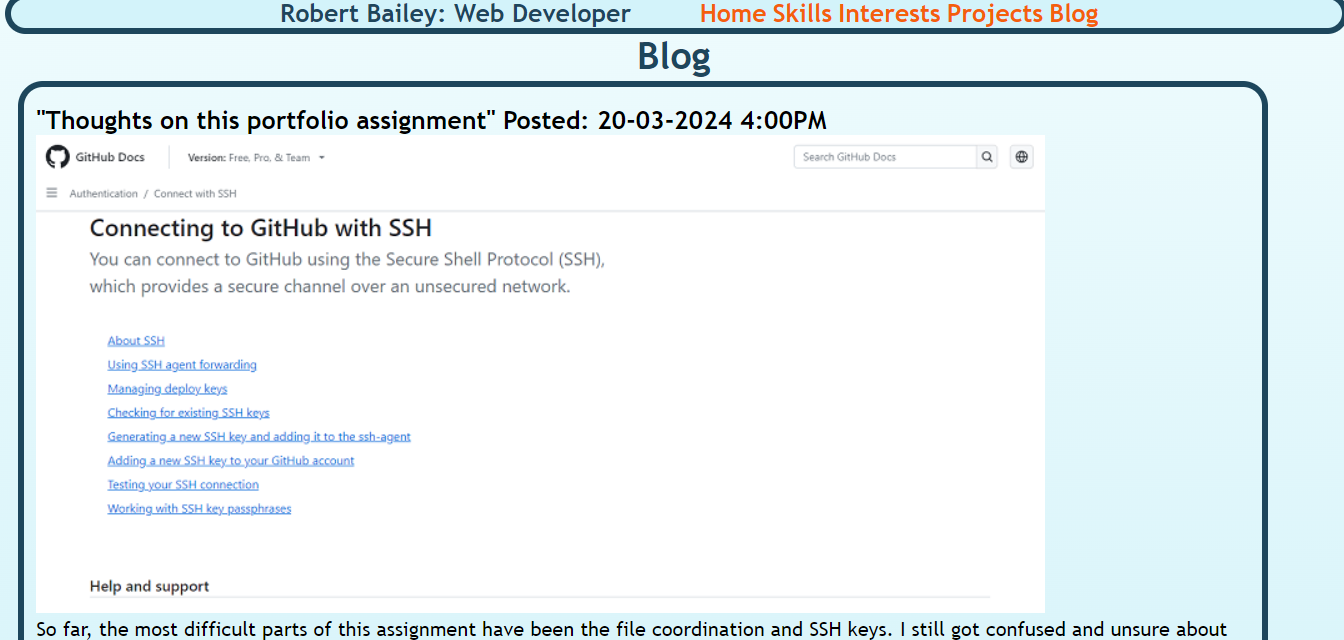 Robert Bailey: Web Developer Home Skills Interests Projects Blog
Blog
"Thoughts on this portfolio assignment" Posted: 20-03-2024 4:00PM
GitHub Docs Version: Free, Pro, & Team Search GitHub Docs
Authentication / Connect with SSH
Connecting to GitHub with SSH
You can connect to GitHub using the Secure Shell Protocol (SSH),
which provides a secure channel over an unsecured network.
About SSH
Using SSH agent forwarding
Managing deploy keys
Checking for existing SSH keys
Generating a new SSH key and adding it to the ssh-agent
Adding a new SSH key to your GitHub account
Testing your SSH connection
Working with SSH key passphrases
Help and support
So far, the most difficult parts of this assignment have been the file coordination and SSH keys. I still got confused and unsure about